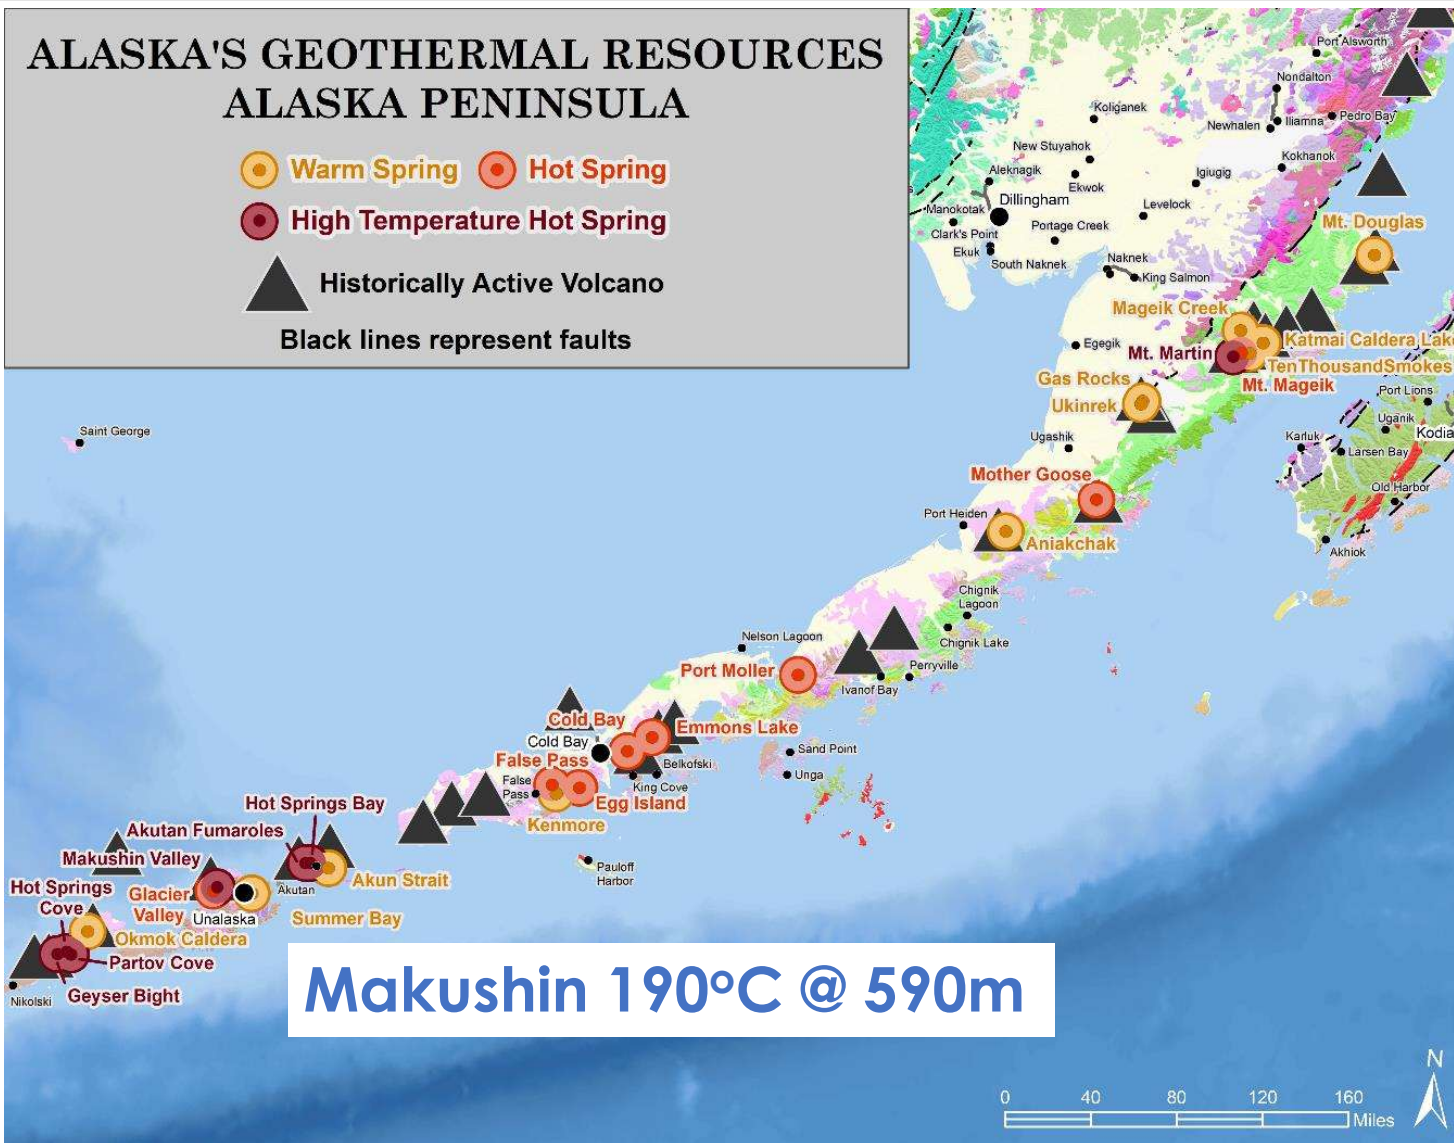 ALASKA'S GEOTHERMAL RESOURCES
ALASKA PENINSULA
Warm Spring
Hot Spring
High Temperature Hot Spring
Historically Active Volcano
Black lines represent faults
Port Alsworth
Nondalton
Koliganek
Newhalen
Iliamna
Pedro Bay
New Stuyahok
Kokhanok
Aleknagik
Ekwok
Igiugig
Dillingham
Manokotak
Levelock
Clark's Point
Portage Creek
Mt. Douglas
Ekuk
South Naknek
Naknek
King Salmon
Mageik Creek
Egegik
Mt. Martin
Katmai Caldera Lake
TenThousandSmokes
Mt. Mageik
Gas Rocks
Ukinrek
Port Lions
Uganik
Saint George
Ugashik
Karluk
Kodia
Larsen Bay
Mother Goose
Old Harbor
Port Heiden
Aniakchak
Akhiok
Chignik
Lagoon
Nelson Lagoon
Chignik Lake
Port Moller
Perryville
Ivanof Bay
Cold Bay
Emmons Lake
Cold Bay
Sand Point
False Pass
Belkofski
Unga
False
Pass
King Cove
Egg Island
Hot Springs Bay
Kenmore
Akutan Fumaroles
Makushin Valley
Pauloff
Harbor
Hot Springs
Cove
Glacier
Valley
Akutan
Akun Strait
Unalaska
Summer Bay
Okmok Caldera
Partov Cove
Nikolski
Geyser Bight
Makushin 190oC @ 590m
N
0 40 80 120 160
Miles